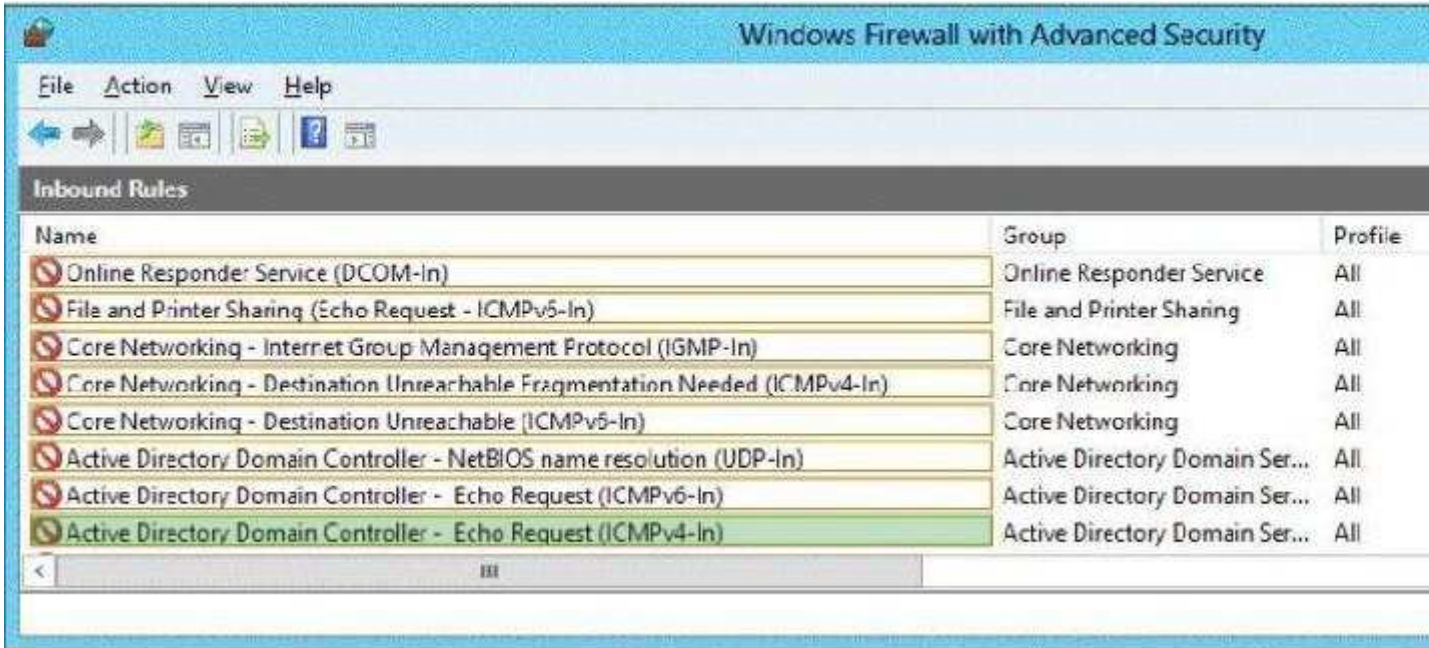 Windows Firewall with Advanced Security
File Action View Help
Inbound Rules
Name Group Profile
Online Responder Service (DCOM-In) Online Responder Service All
File and Printer Sharing (Echo Request - ICMPv6-In) File and Printer Sharing All
Core Networking - Internet Group Management Protocol (IGMP-In) Core Networking All
Core Networking - Destination Unreachable Fragmentation Needed (ICMPv4-In) Core Networking All
Core Networking - Destination Unreachable (ICMPv6-In) Core Networking All
Active Directory Domain Controller - NetBIOS name resolution (UDP-In) Active Directory Domain Ser... All
Active Directory Domain Controller - Echo Request (ICMPv6-In) Active Directory Domain Ser... All
Active Directory Domain Controller - Echo Request (ICMPv4-In) Active Directory Domain Ser... All